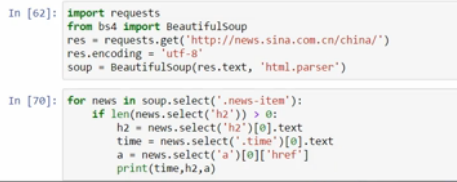 In [62]: import requests
from bs4 import BeautifulSoup
res = requests.get('http://news.sina.com.cn/china/')
res.encoding = 'utf-8'
soup = BeautifulSoup(res.text, 'html.parser')
In [70]: for news in soup.select('.news-item'):
    if len(news.select('h2')) > 0:
        h2 = news.select('h2')[0].text
        time = news.select('.time')[0].text
        a = news.select('a')[0]['href']
        print(time,h2,a)